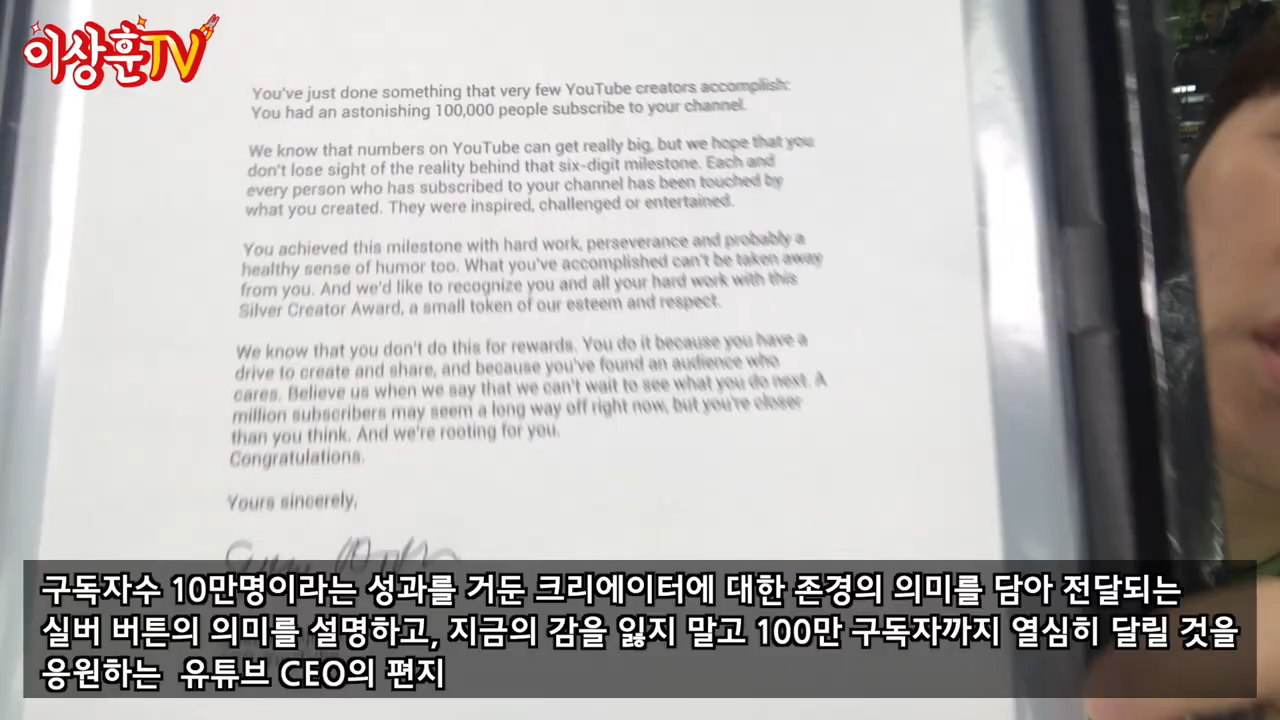 이상훈TV
You've just done something that very few YouTube creators accomplish:
You had an astonishing 100,000 people subscribe to your channel.
We know that numbers on YouTube can get really big, but we hope that you
don't lose sight of the reality behind that six-digit milestone. Each and
every person who has subscribed to your channel has been touched by
what you created. They were inspired, challenged or entertained.
You achieved this milestone with hard work, perseverance and probably a
healthy sense of humor too. What you've accomplished can't be taken away
from you. And we'd like to recognize you and all your hard work with this
Silver Creator Award, a small token of our esteem and respect.
We know that you don't do this for rewards. You do it because you have a
drive to create and share, and because you've found an audience who
cares. Believe us when we say that we can't wait to see what you do next. A
million subscribers may seem a long way off right now, but you're closer
than you think. And we're rooting for you.
Congratulations.
Yours sincerely,
구독자수 10만명이라는 성과를 거둔 크리에이터에 대한 존경의 의미를 담아 전달되는
실버 버튼의 의미를 설명하고, 지금의 감을 잃지 말고 100만 구독자까지 열심히 달릴 것을
응원하는 유튜브 CEO의 편지